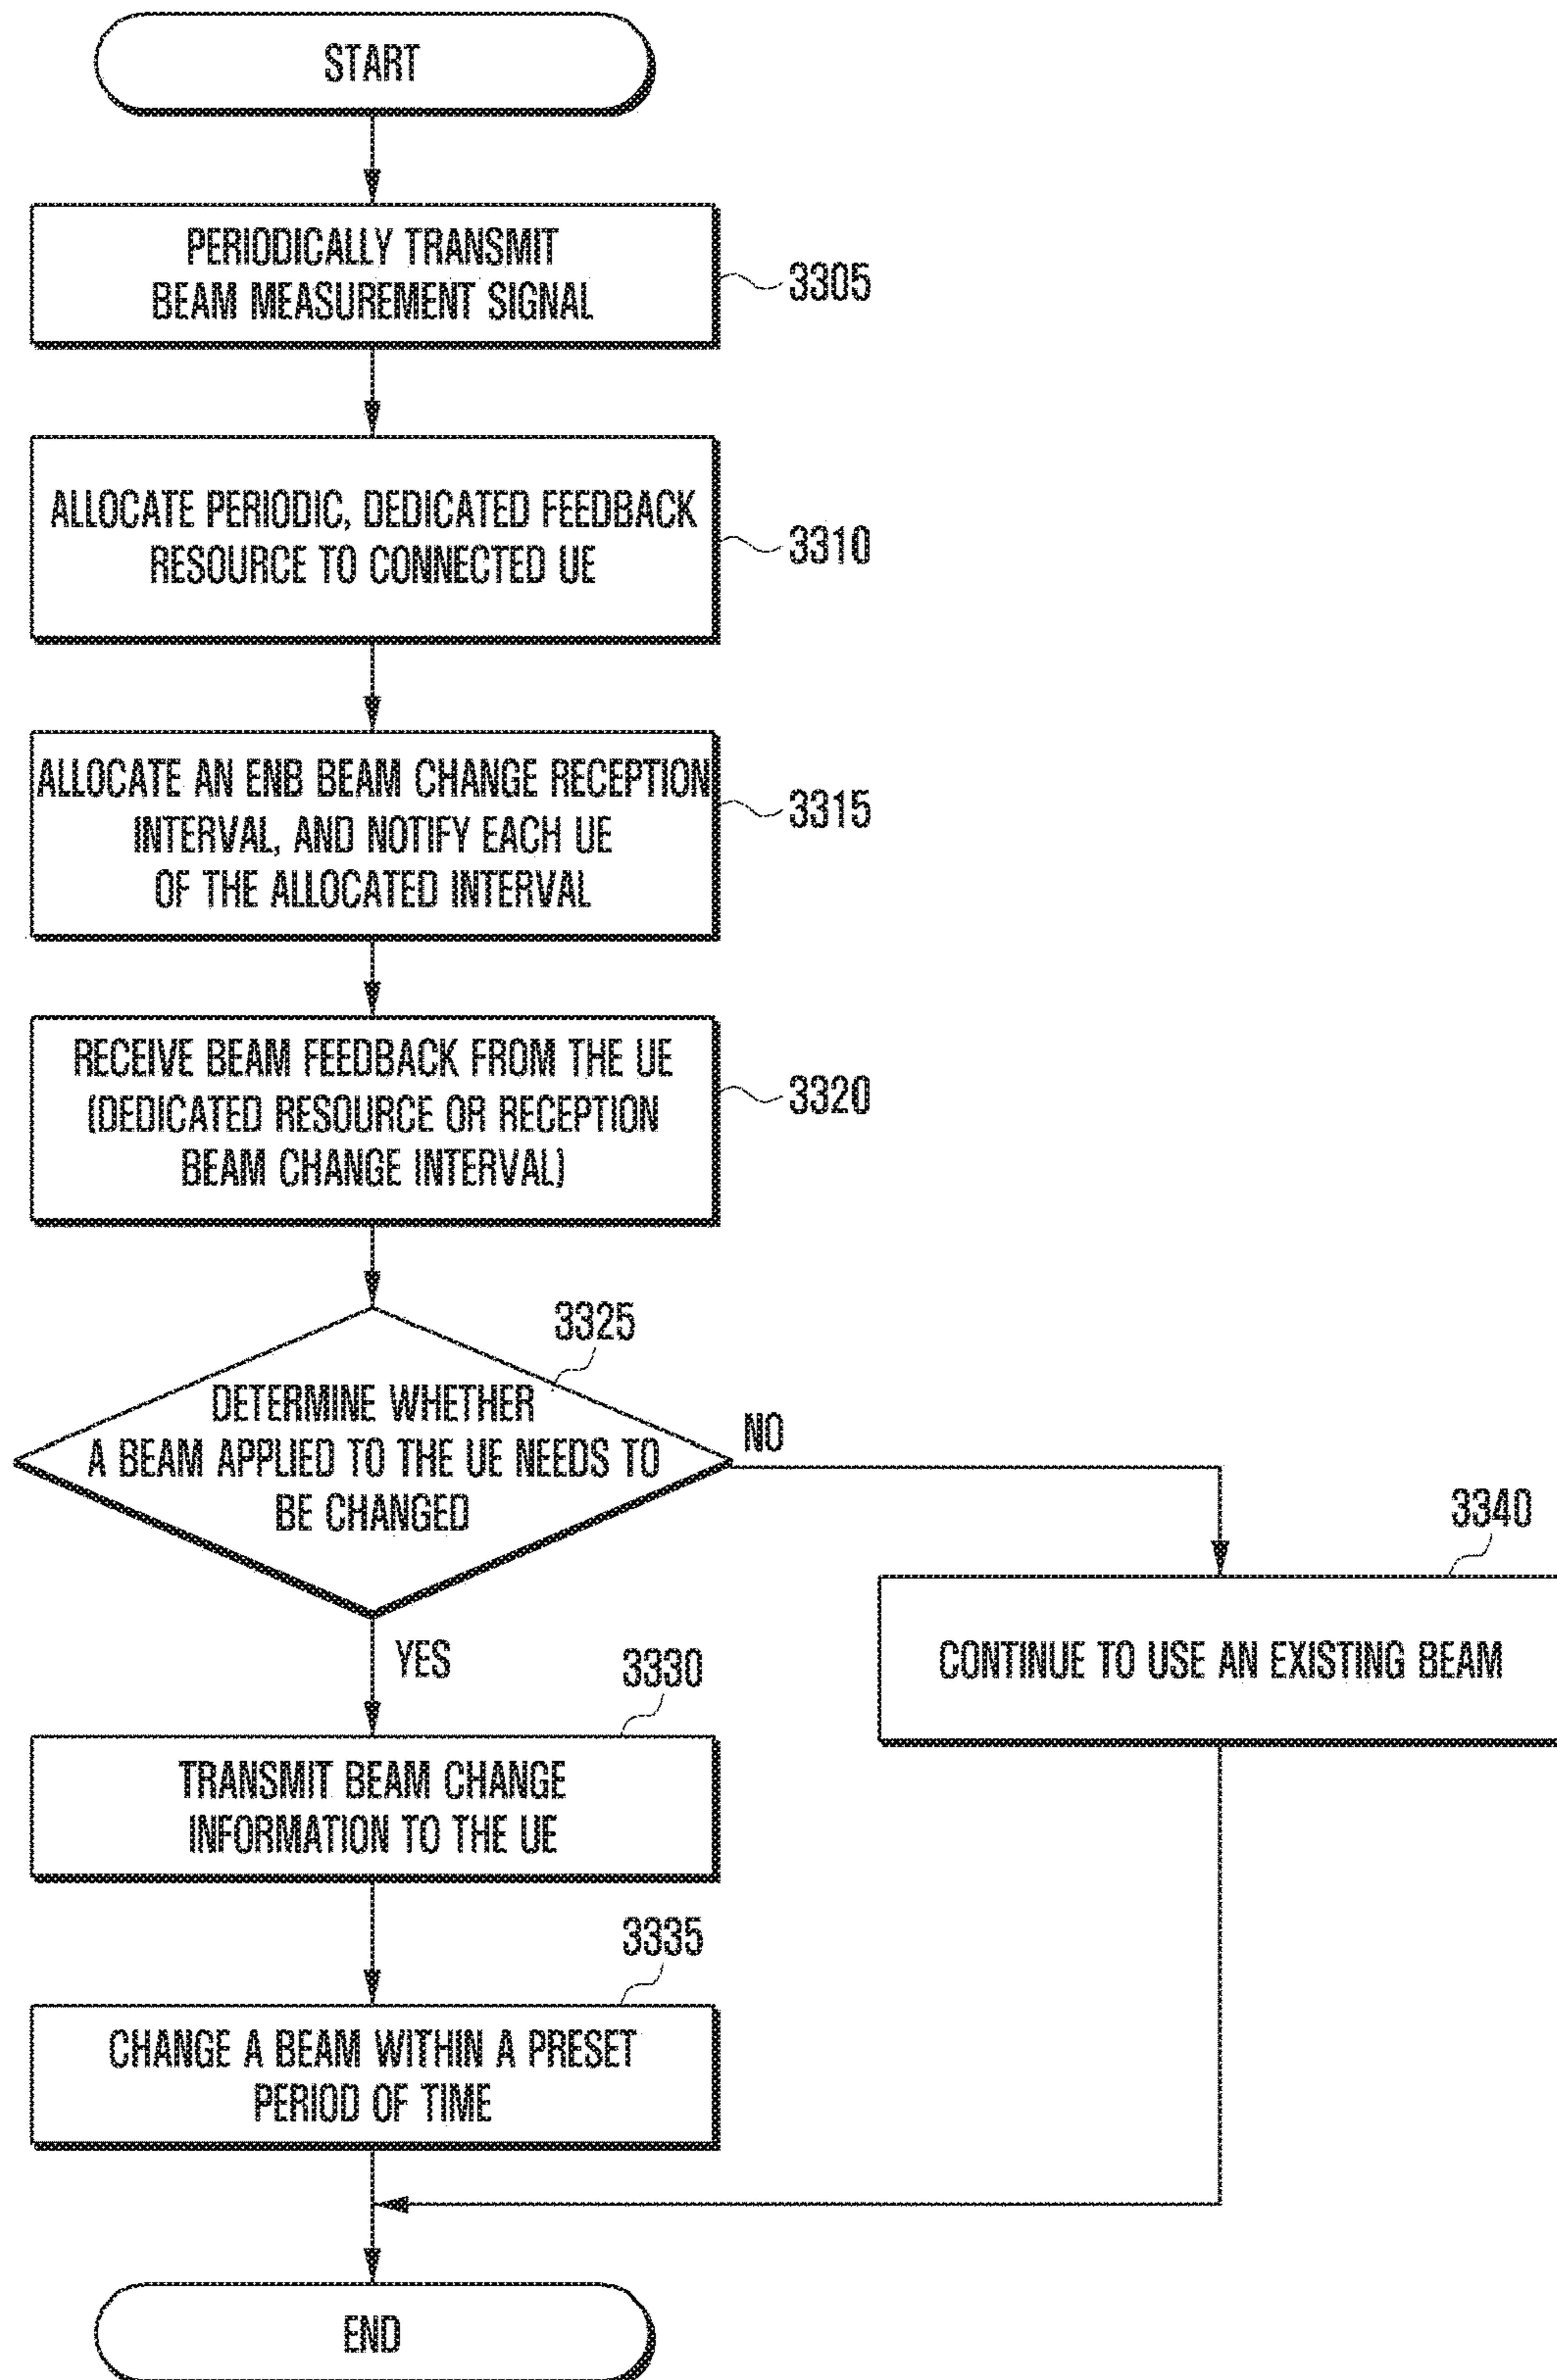 START
PERIODICALLY TRANSMIT
BEAM MEASUREMENT SIGNAL
3305
ALLOCATE PERIODIC, DEDICATED FEEDBACK
RESOURCE TO CONNECTED UE
3310
ALLOCATE AN ENB BEAM CHANGE RECEPTION
INTERVAL, AND NOTIFY EACH UE
OF THE ALLOCATED INTERVAL
3315
RECEIVE BEAM FEEDBACK FROM THE UE
(DEDICATED RESOURCE OR RECEPTION
BEAM CHANGE INTERVAL)
3320
3325
DETERMINE WHETHER
A BEAM APPLIED TO THE UE NEEDS TO
BE CHANGED
NO
3340
CONTINUE TO USE AN EXISTING BEAM
YES
3330
TRANSMIT BEAM CHANGE
INFORMATION TO THE UE
3335
CHANGE A BEAM WITHIN A PRESET
PERIOD OF TIME
END